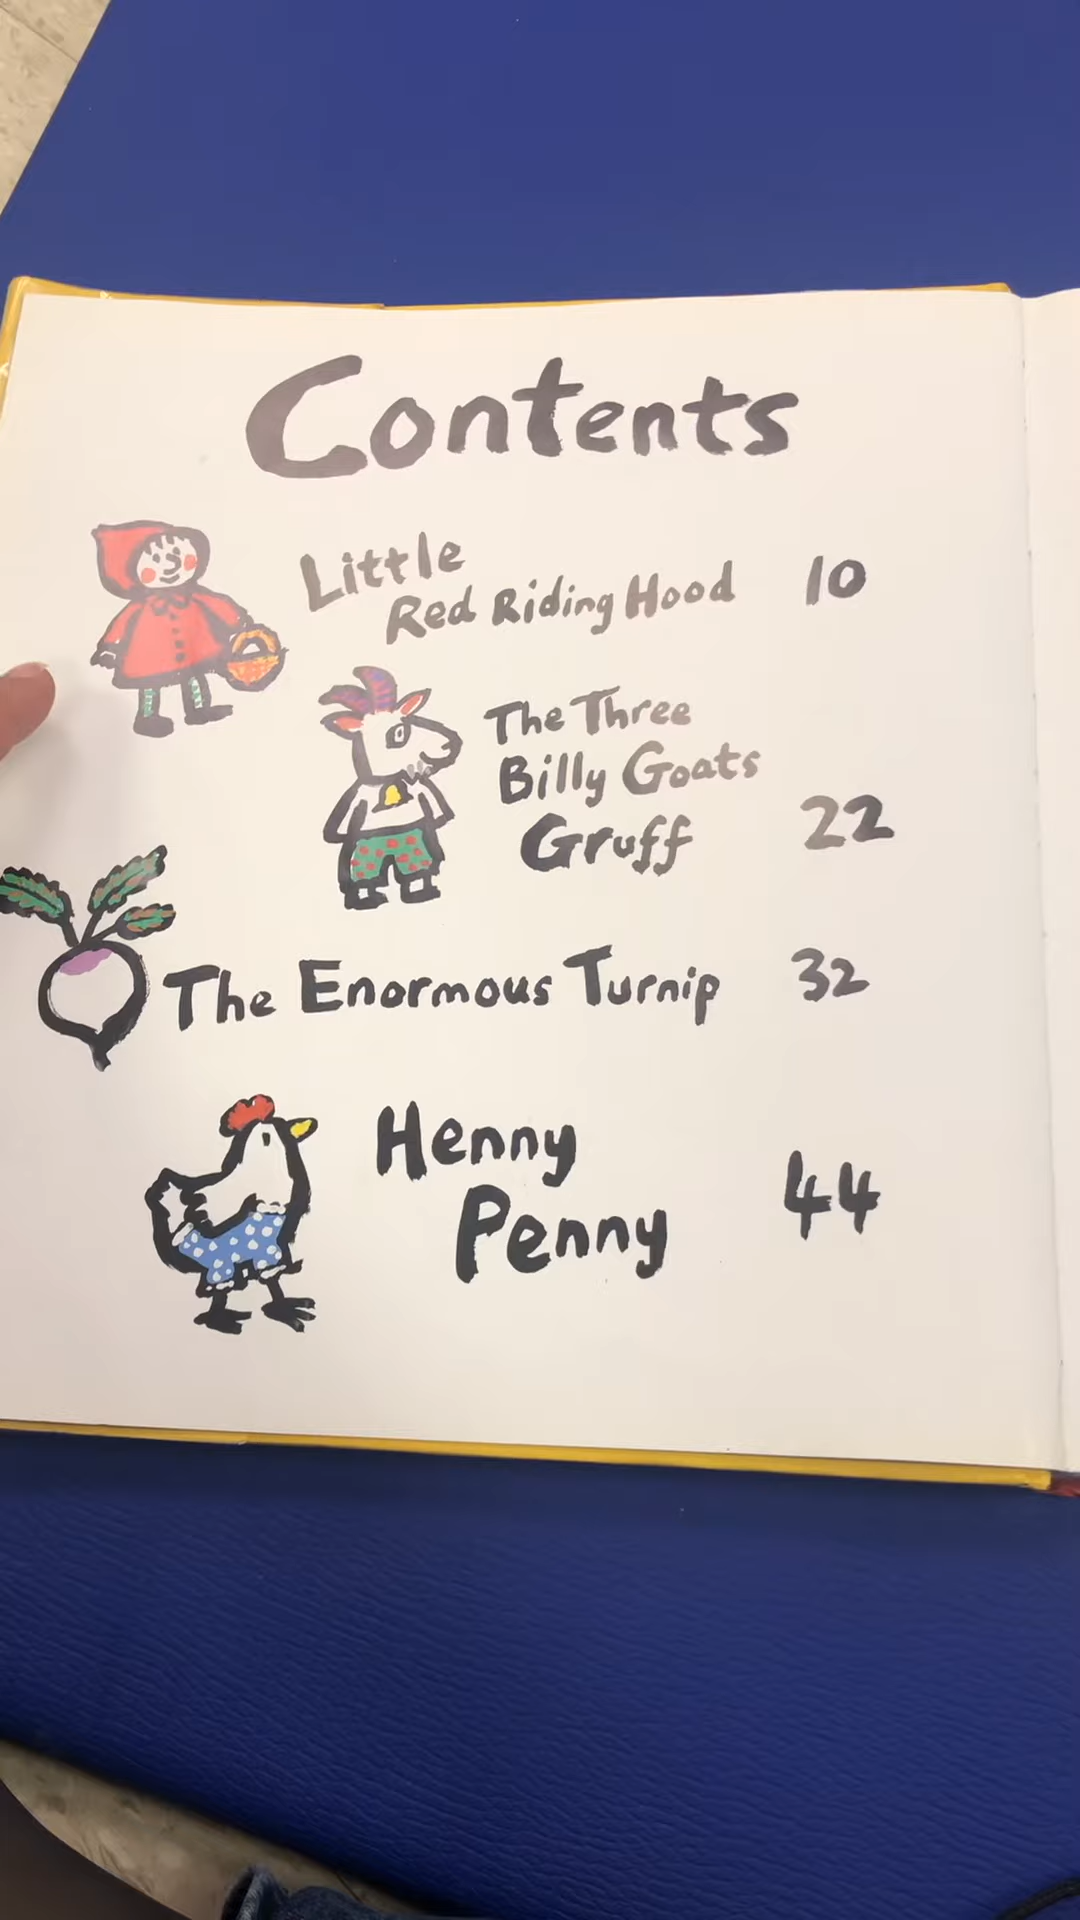 Contents
Little
Red Riding Hood 10
The Three
Billy Goats
Gruff 22
The Enormous Turnip 32
Henny
Penny 44